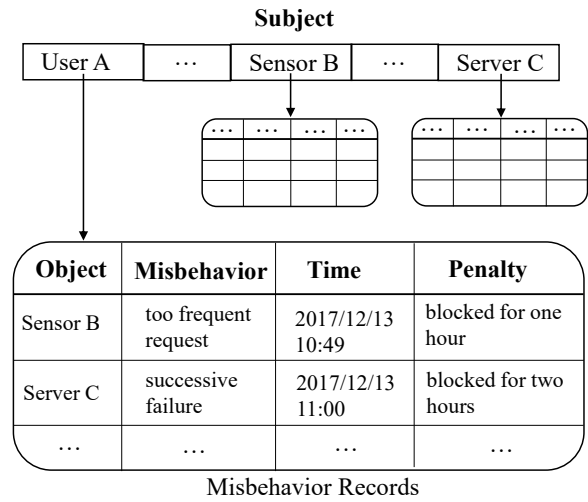 Subject
User A … Sensor B … Server C
… … … … … … … …
Object Misbehavior Time Penalty
Sensor B too frequent request 2017/12/13 10:49 blocked for one hour
Server C successive failure 2017/12/13 11:00 blocked for two hours
… … … …
Misbehavior Records